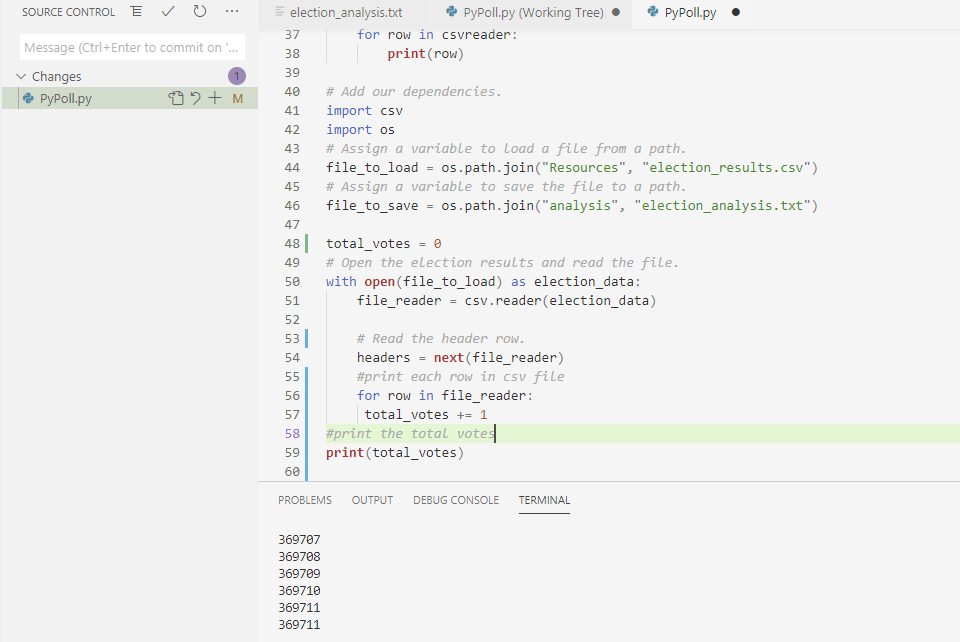 SOURCE CONTROL
Message (Ctrl+Enter to commit on '...
Changes 1
PyPoll.py M
election_analysis.txt
PyPoll.py (Working Tree)
PyPoll.py
37 for row in csvreader:
38 print(row)
39
40 # Add our dependencies.
41 import csv
42 import os
43 # Assign a variable to load a file from a path.
44 file_to_load = os.path.join("Resources", "election_results.csv")
45 # Assign a variable to save the file to a path.
46 file_to_save = os.path.join("analysis", "election_analysis.txt")
47
48 total_votes = 0
49 # Open the election results and read the file.
50 with open(file_to_load) as election_data:
51 file_reader = csv.reader(election_data)
52
53 # Read the header row.
54 headers = next(file_reader)
55 #print each row in csv file
56 for row in file_reader:
57 total_votes += 1
58 #print the total votes
59 print(total_votes)
60
PROBLEMS OUTPUT DEBUG CONSOLE TERMINAL
369707
369708
369709
369710
369711
369711